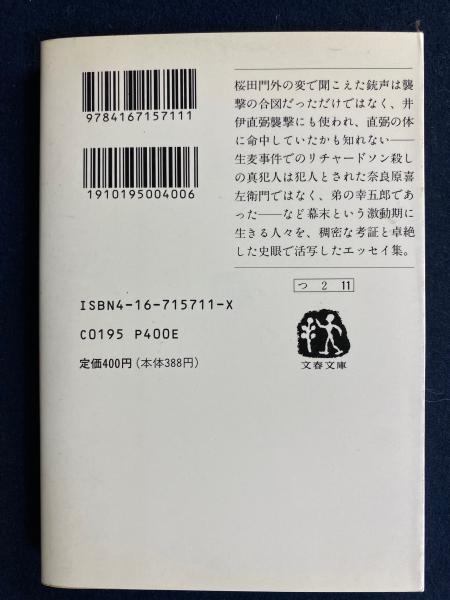 9784167157111
1910195004006
ISBN4-16-715711-X
C0195 P400E
定価400円(本体388円)
桜田門外の変で聞こえた銃声は襲
撃の合図だっただけではなく、井
伊直弼襲撃にも使われ、直弼の体
に命中していたかも知れない――
生麦事件でのリチャードソン殺し
の真犯人は犯人とされた奈良原喜
左衛門ではなく、弟の幸五郎であ
った――など幕末という激動期に
生きる人々を、稠密な考証と卓絶
した史眼で活写したエッセイ集。
つ 2 11
文春文庫